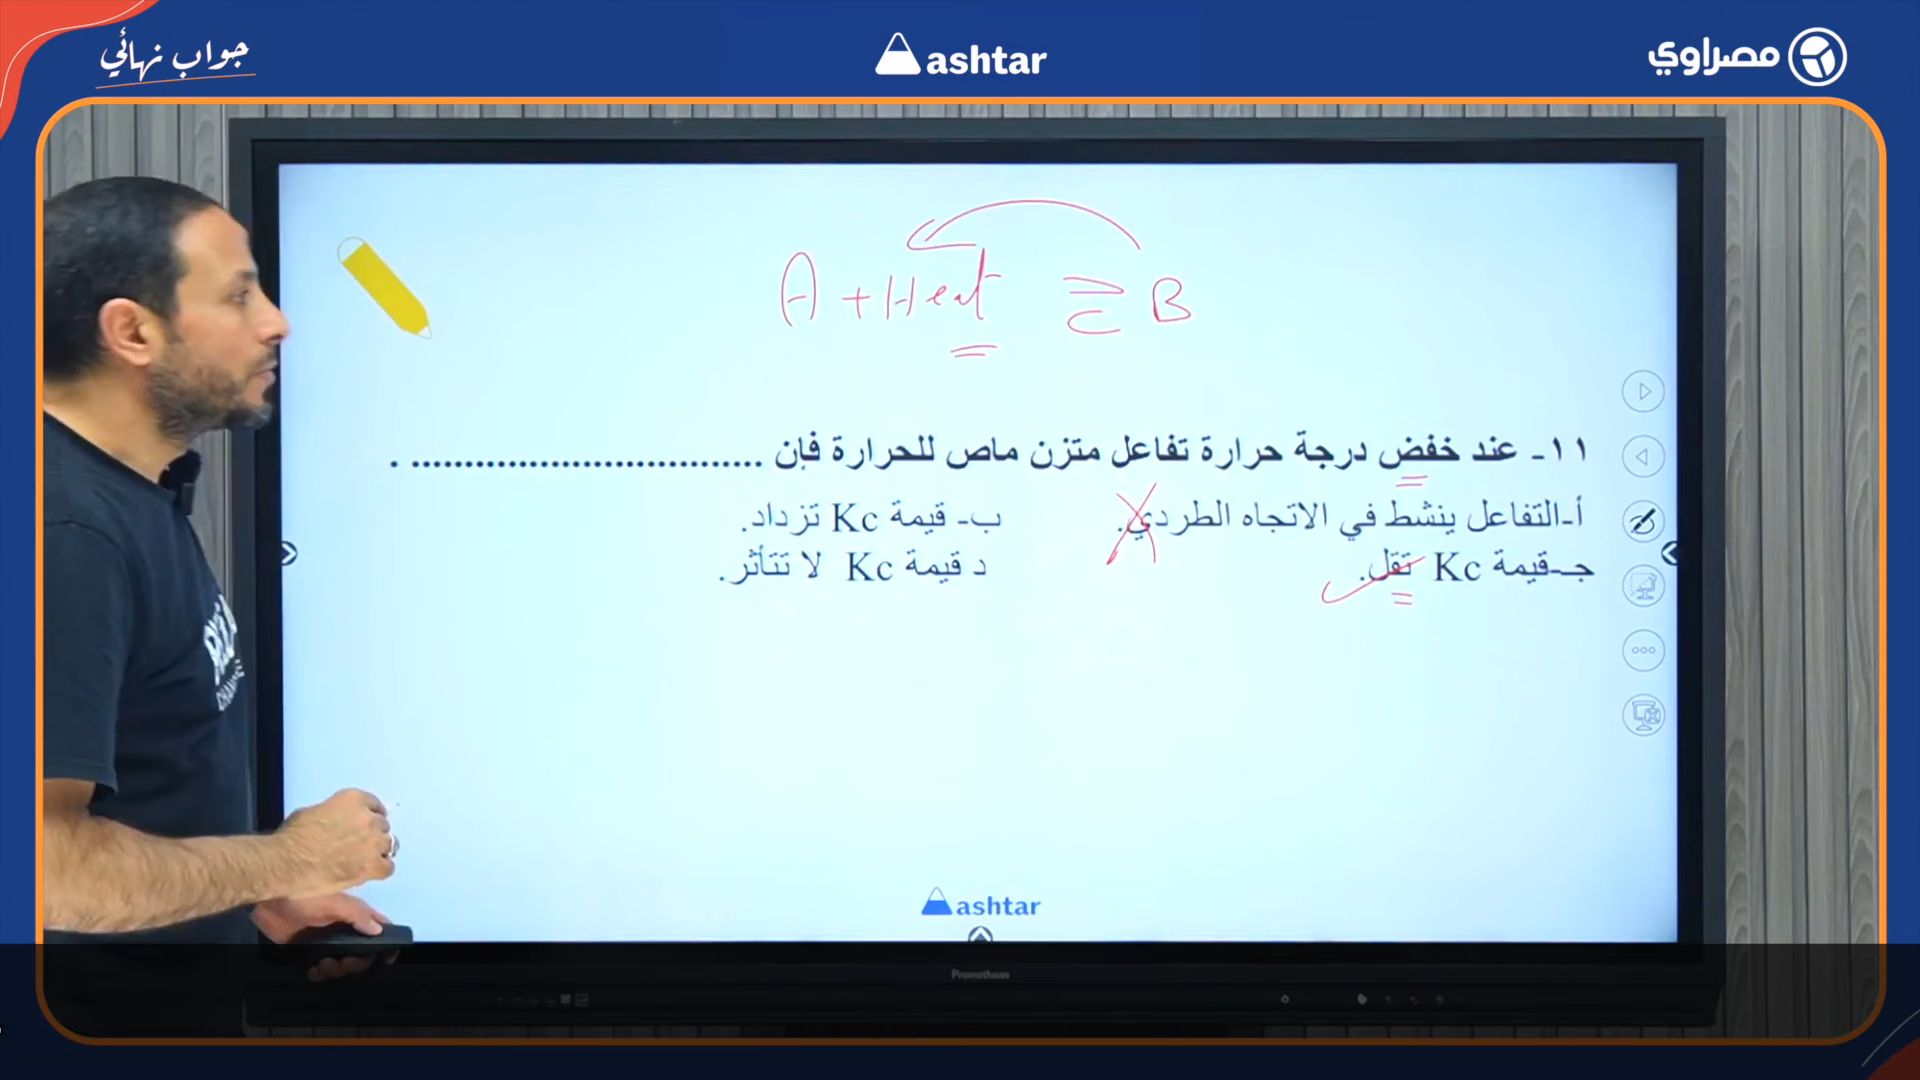 جواب نهائي
ashtar
مصراوي
A + Heat ⇌ B
١١- عند خفض درجة حرارة تفاعل متزن ماص للحرارة فإن ................................ .
أ-التفاعل ينشط في الاتجاه الطردي. ب- قيمة Kc تزداد.
جـ-قيمة Kc تقل. د قيمة Kc لا تتأثر.
ashtar
Promethean